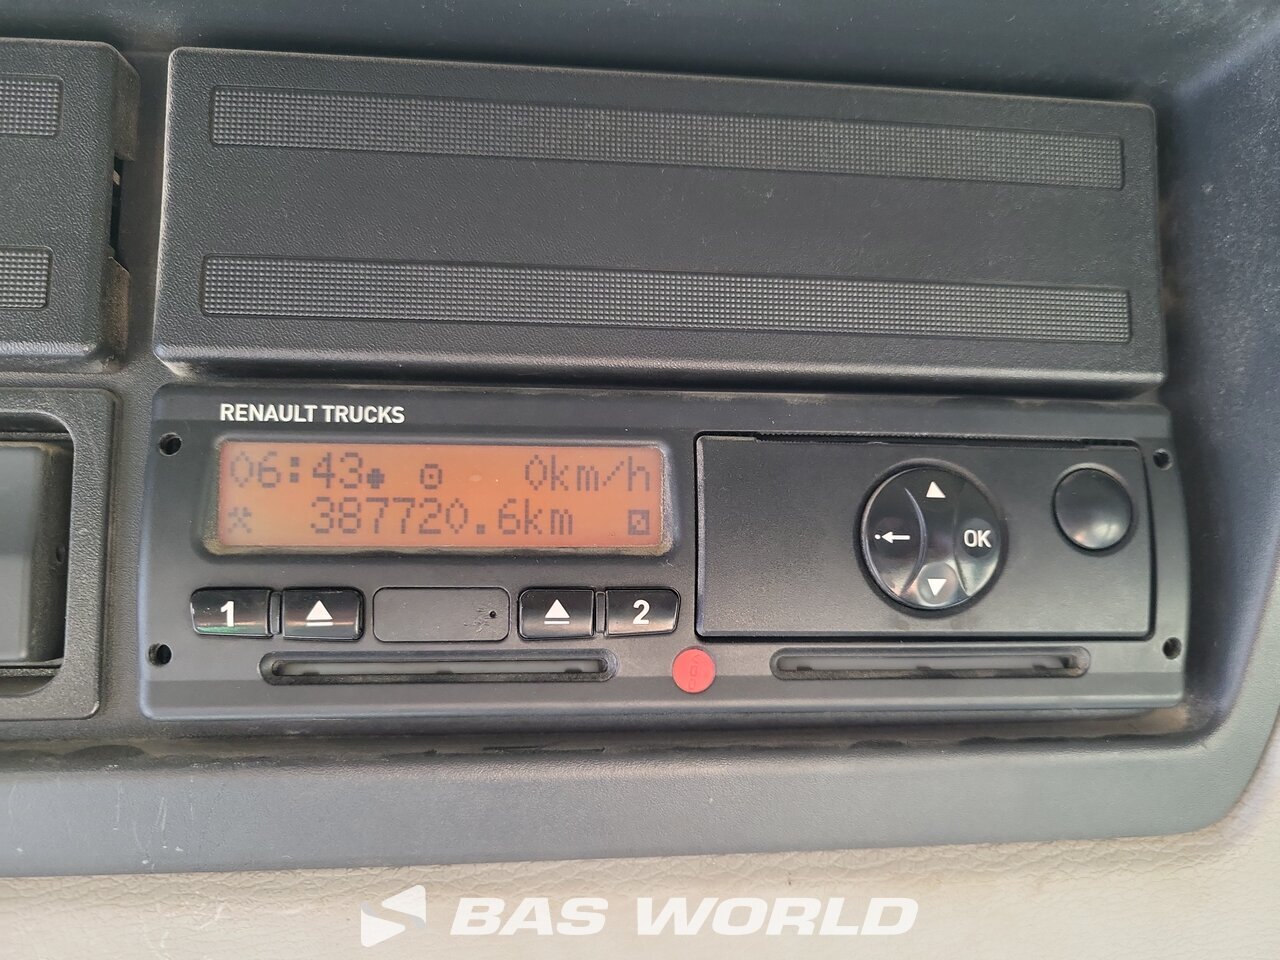 RENAULT TRUCKS
06:43 0km/h
387720.6km
OK
1 2
BAS WORLD